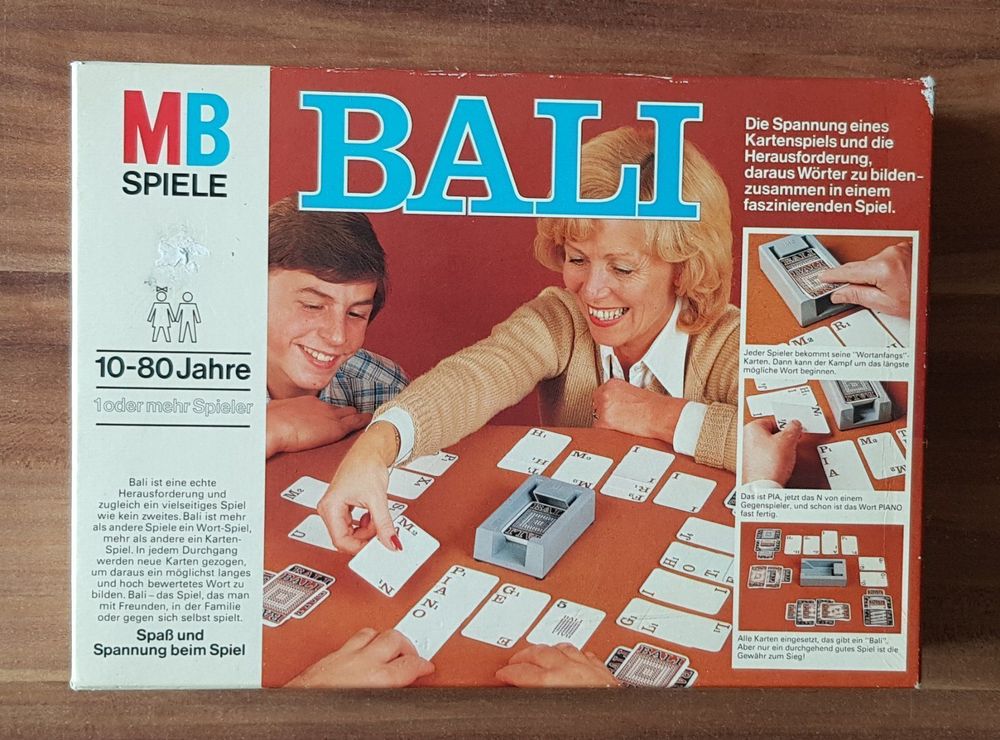 MB
SPIELE
10-80 Jahre
1 oder mehr Spieler
Bali ist eine echte
Herausforderung und
zugleich ein vielseitiges Spiel
wie kein zweites. Bali ist mehr
als andere Spiele ein Wort-Spiel,
mehr als andere ein Karten-
Spiel. In jedem Durchgang
werden neue Karten gezogen,
um daraus ein möglichst langes
und hoch bewertetes Wort zu
bilden. Bali – das Spiel, das man
mit Freunden, in der Familie
oder gegen sich selbst spielt.
Spaß und
Spannung beim Spiel
BALI
Die Spannung eines
Kartenspiels und die
Herausforderung,
daraus Wörter zu bilden–
zusammen in einem
faszinierenden Spiel.
Jeder Spieler bekommt seine "Wortanfangs"-
Karten. Dann kann der Kampf um das längste
mögliche Wort beginnen.
Das ist PIA, jetzt das N von einem
Gegenspieler, und schon ist das Wort PIANO
fast fertig.
Alle Karten eingesetzt, das gibt ein "Bali".
Aber nur ein durchgehend gutes Spiel ist die
Gewähr zum Sieg!
PIANO
GE
BALI